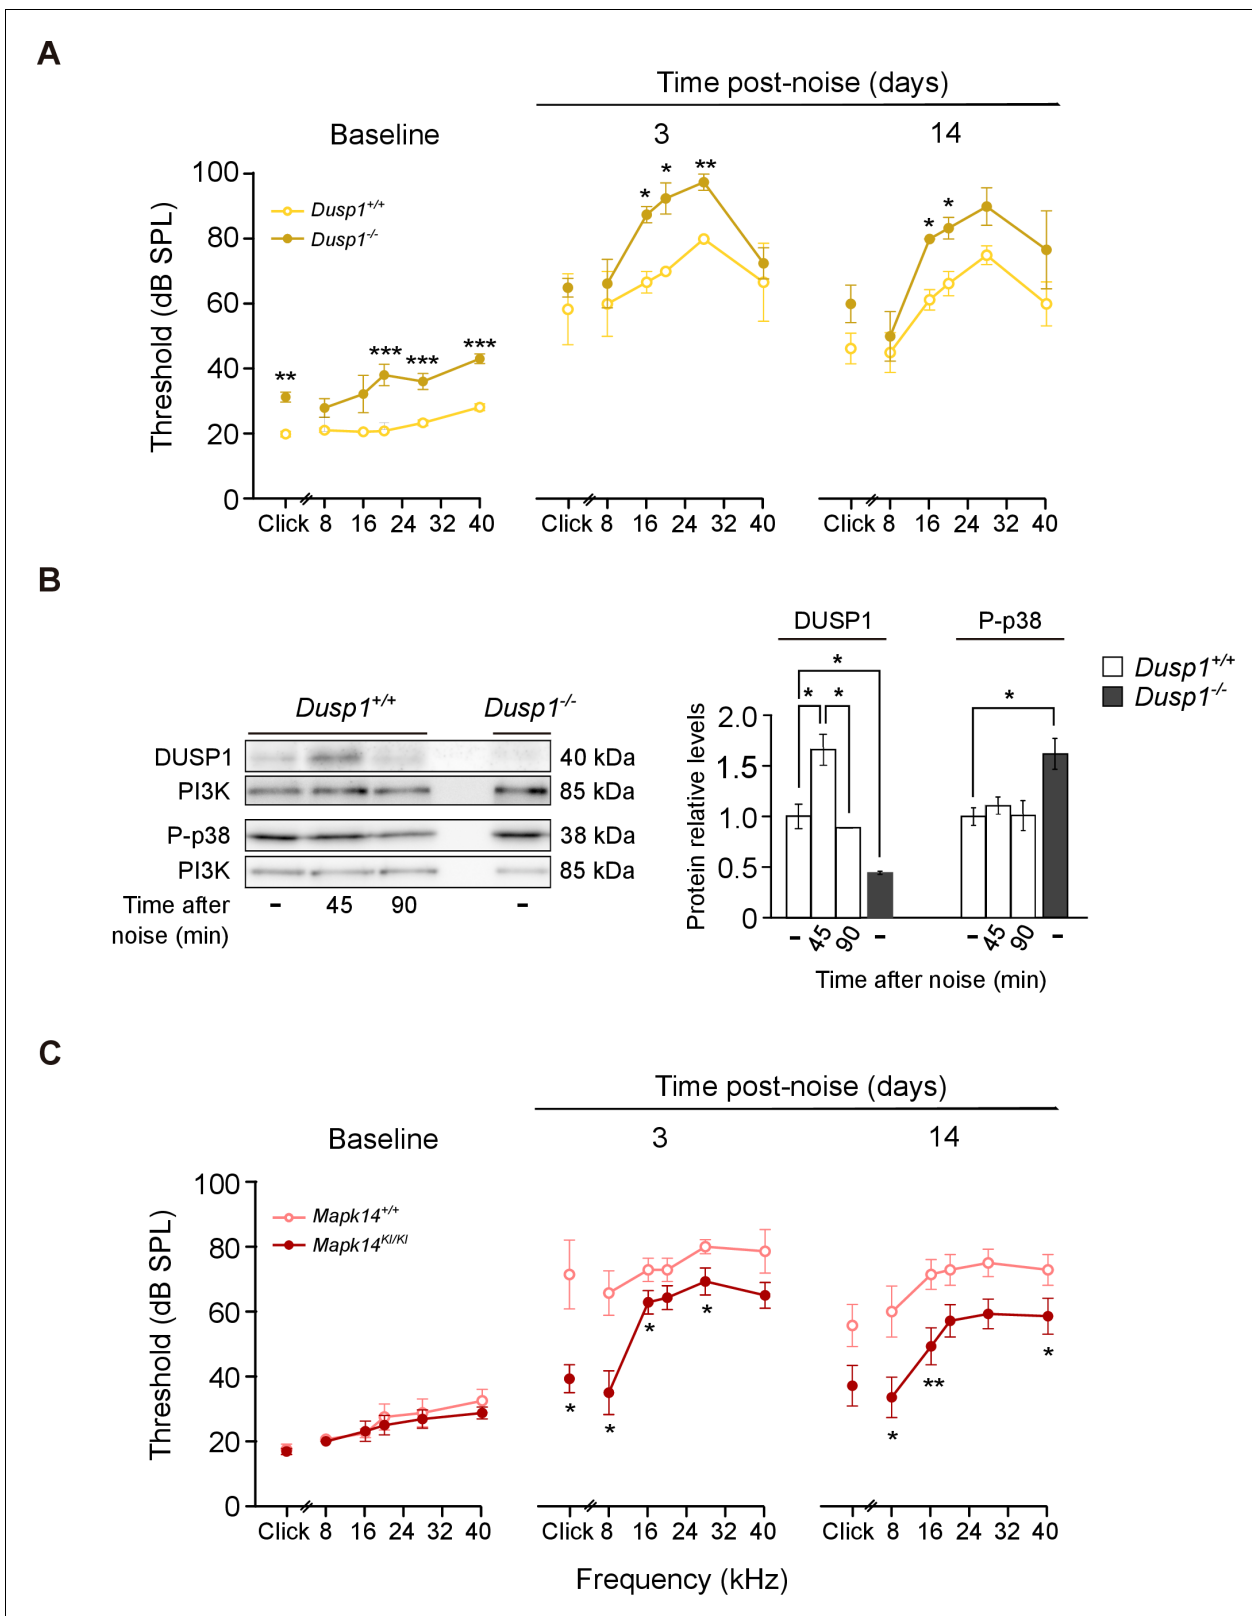 A
Time post-noise (days)
Baseline
3
14
Threshold (dB SPL)
100
80
60
40
20
0
Dusp1+/+
Dusp1-/-
** *** *** ***
* * **
* *
Click 8 16 24 32 40
Click 8 16 24 32 40
Click 8 16 24 32 40
B
Dusp1+/+ Dusp1-/-
DUSP1 40 kDa
PI3K 85 kDa
P-p38 38 kDa
PI3K 85 kDa
Time after
noise (min)
- 45 90 -
DUSP1 P-p38
Dusp1+/+
Dusp1-/-
Protein relative levels
2.0
1.5
1.0
0.5
0
*
* *
*
- 45 90 - - 45 90 -
Time after noise (min)
C
Time post-noise (days)
Baseline
3
14
Threshold (dB SPL)
100
80
60
40
20
0
Mapk14+/+
Mapk14KI/KI
* * * *
* ** *
Click 8 16 24 32 40
Click 8 16 24 32 40
Click 8 16 24 32 40
Frequency (kHz)